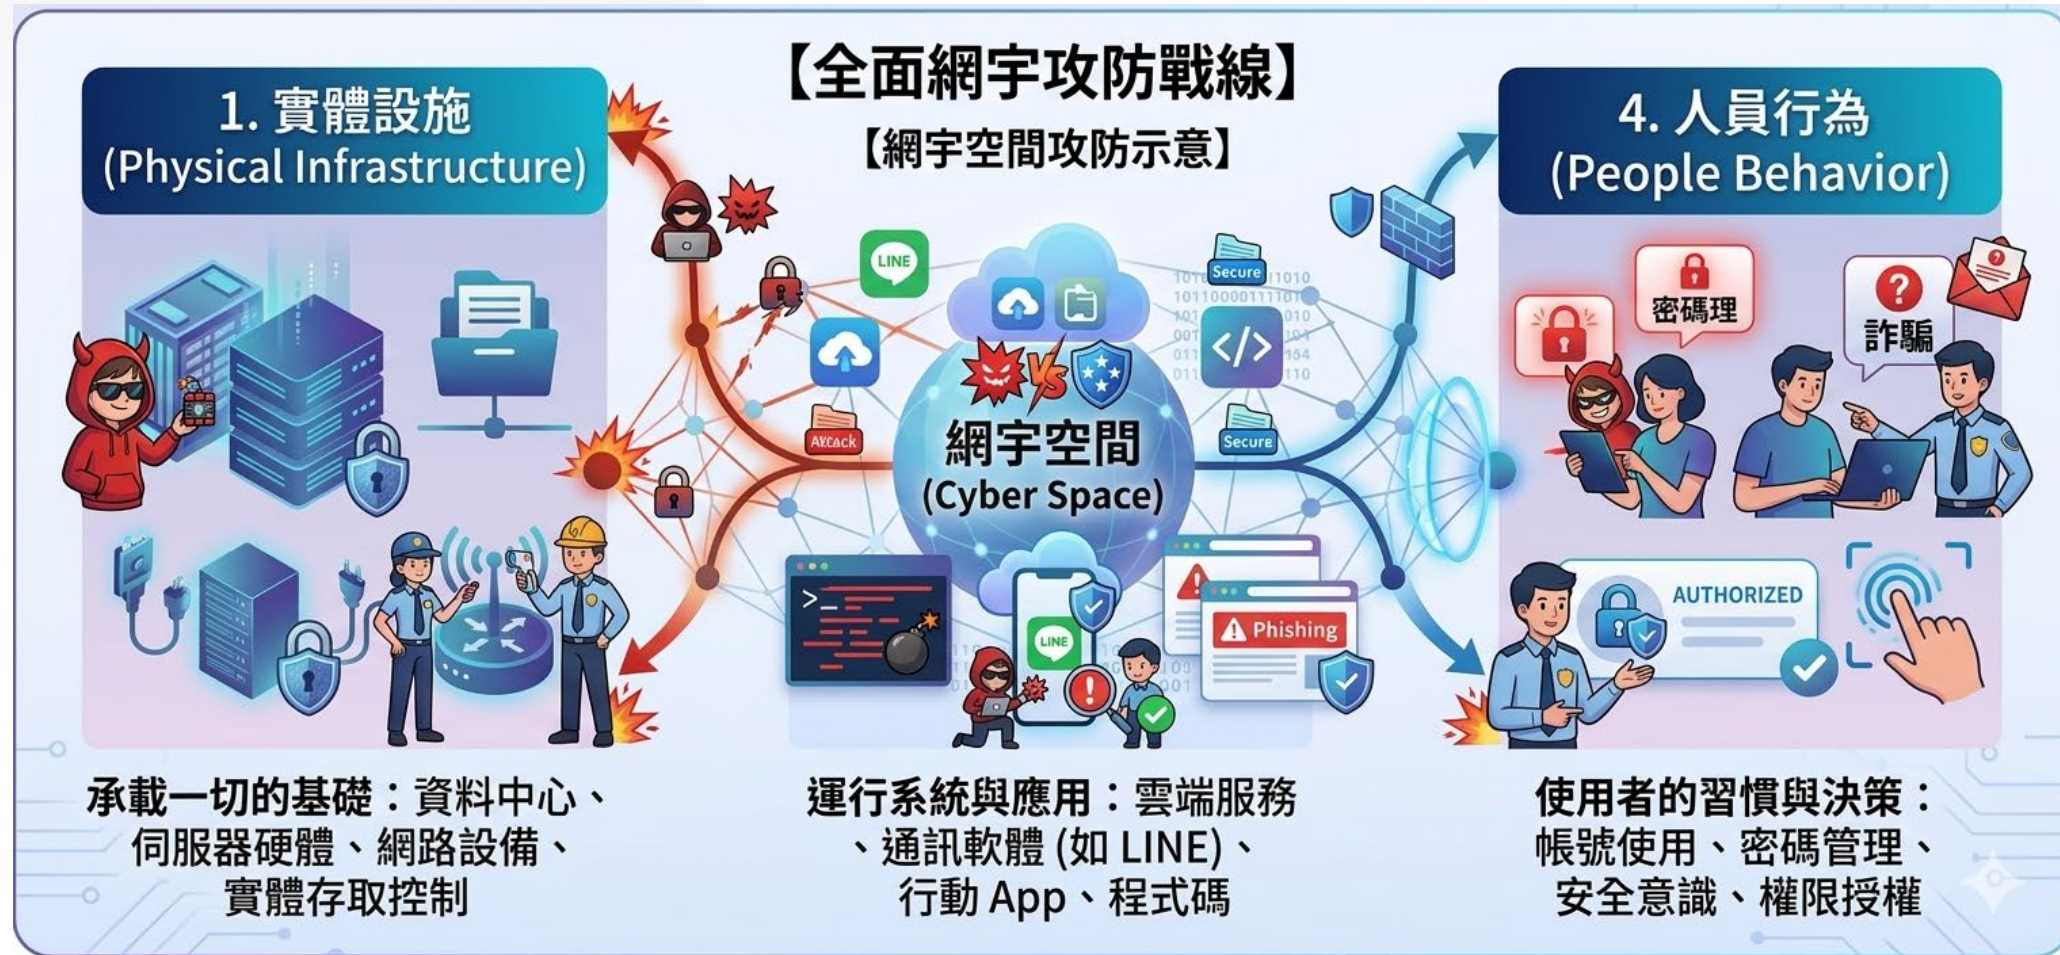 【全面網宇攻防戰線】
【網宇空間攻防示意】
1. 實體設施
(Physical Infrastructure)
承載一切的基礎：資料中心、
伺服器硬體、網路設備、
實體存取控制
LINE
Secure
VS
</>
Attack
Secure
網宇空間
(Cyber Space)
>_
LINE
Phishing
運行系統與應用：雲端服務
、通訊軟體 (如 LINE)、
行動 App、程式碼
4. 人員行為
(People Behavior)
密碼理
詐騙
AUTHORIZED
使用者的習慣與決策：
帳號使用、密碼管理、
安全意識、權限授權